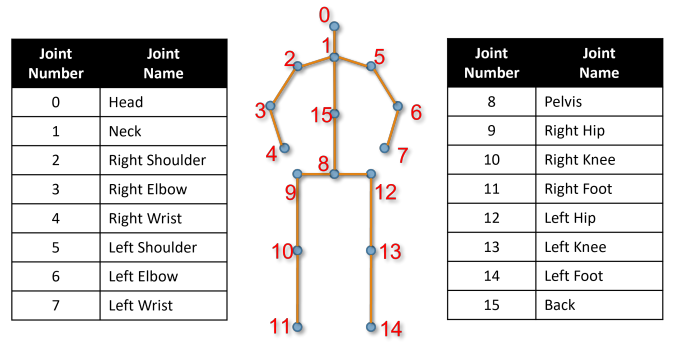 Joint Number Joint Name
0 Head
1 Neck
2 Right Shoulder
3 Right Elbow
4 Right Wrist
5 Left Shoulder
6 Left Elbow
7 Left Wrist
0
1
2 5
3 15 6
4 7
8
9 12
10 13
11 14
Joint Number Joint Name
8 Pelvis
9 Right Hip
10 Right Knee
11 Right Foot
12 Left Hip
13 Left Knee
14 Left Foot
15 Back